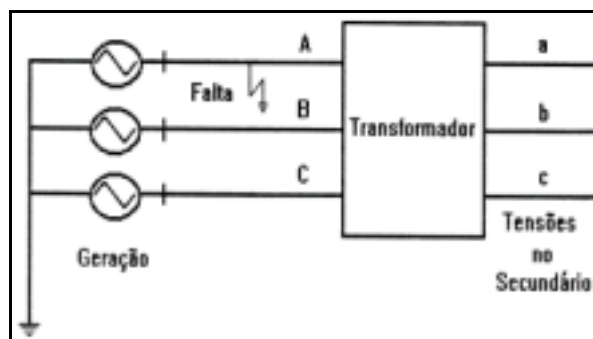 A
a
Falta
B
Transformador
b
C
c
Geração
Tensões
no
Secundário